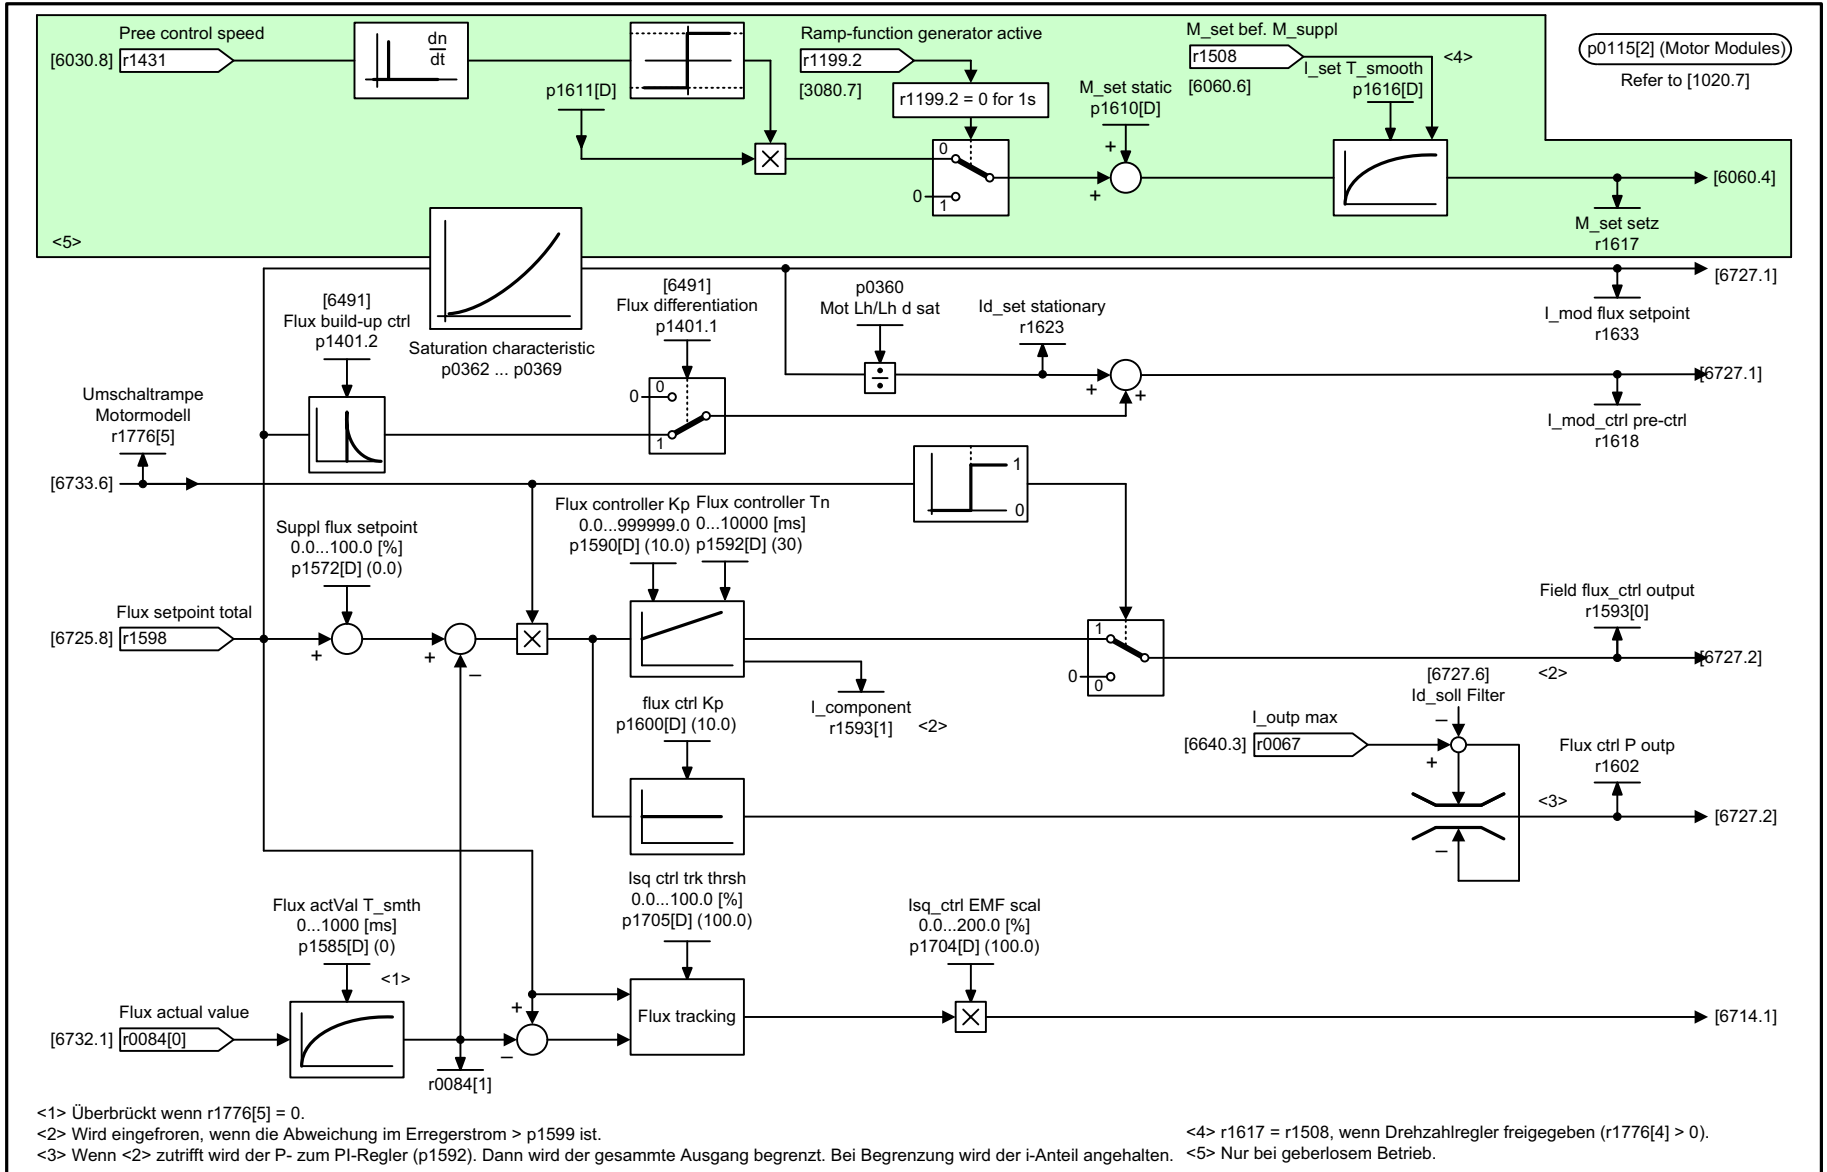 Pree control speed
[6030.8] r1431
dn
dt
p1611[D]
Ramp-function generator active
r1199.2
[3080.7]
r1199.2 = 0 for 1s
0
0
1
M_set static
p1610[D]
+
+
M_set bef. M_suppl
r1508
[6060.6]
<4>
I_set T_smooth
p1616[D]
p0115[2] (Motor Modules)
Refer to [1020.7]
[6060.4]
M_set setz
r1617
<5>
[6727.1]
I_mod flux setpoint
r1633
[6491]
Flux build-up ctrl
p1401.2
Saturation characteristic
p0362 ... p0369
[6491]
Flux differentiation
p1401.1
0
0
1
p0360
Mot Lh/Lh d sat
÷
Id_set stationary
r1623
+
+
[6727.1]
I_mod_ctrl pre-ctrl
r1618
Umschaltrampe
Motormodell
r1776[5]
[6733.6]
1
0
Suppl flux setpoint
0.0...100.0 [%]
p1572[D] (0.0)
Flux controller Kp
0.0...999999.0
p1590[D] (10.0)
Flux controller Tn
0...10000 [ms]
p1592[D] (30)
Flux setpoint total
[6725.8] r1598
+
+
–
I_component
r1593[1]
<2>
1
0
0
Field flux_ctrl output
r1593[0]
<2>
[6727.2]
flux ctrl Kp
p1600[D] (10.0)
[6727.6]
Id_soll Filter
–
I_outp max
[6640.3] r0067
+
–
<3>
Flux ctrl P outp
r1602
[6727.2]
Isq ctrl trk thrsh
0.0...100.0 [%]
p1705[D] (100.0)
Isq_ctrl EMF scal
0.0...200.0 [%]
p1704[D] (100.0)
Flux actVal T_smth
0...1000 [ms]
p1585[D] (0)
<1>
Flux actual value
[6732.1] r0084[0]
r0084[1]
+
–
Flux tracking
[6714.1]
<1> Überbrückt wenn r1776[5] = 0.
<2> Wird eingefroren, wenn die Abweichung im Erregerstrom > p1599 ist.
<3> Wenn <2> zutrifft wird der P- zum PI-Regler (p1592). Dann wird der gesammte Ausgang begrenzt. Bei Begrenzung wird der i-Anteil angehalten.
<4> r1617 = r1508, wenn Drehzahlregler freigegeben (r1776[4] > 0).
<5> Nur bei geberlosem Betrieb.